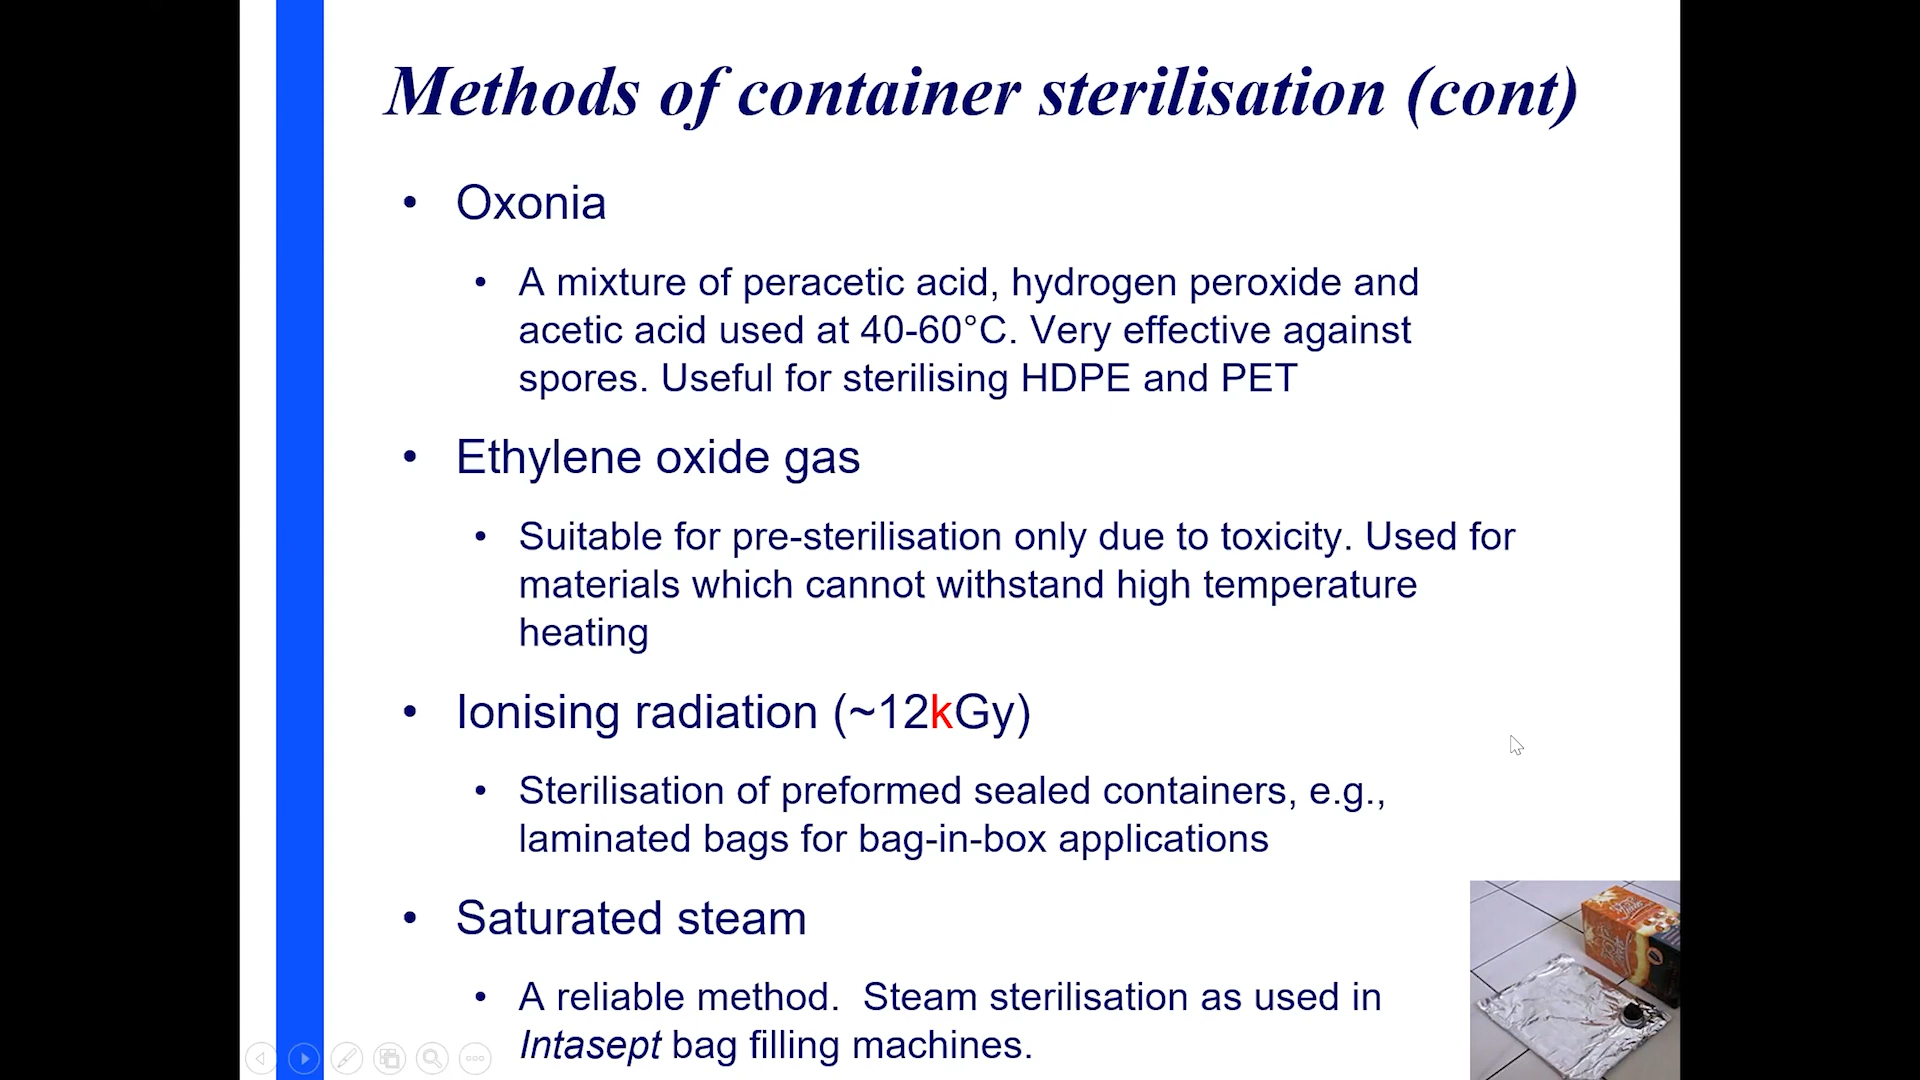 Methods of container sterilisation (cont)
• Oxonia
• A mixture of peracetic acid, hydrogen peroxide and
acetic acid used at 40-60°C. Very effective against
spores. Useful for sterilising HDPE and PET
• Ethylene oxide gas
• Suitable for pre-sterilisation only due to toxicity. Used for
materials which cannot withstand high temperature
heating
• Ionising radiation (~12kGy)
• Sterilisation of preformed sealed containers, e.g.,
laminated bags for bag-in-box applications
• Saturated steam
• A reliable method.  Steam sterilisation as used in
Intasept bag filling machines.